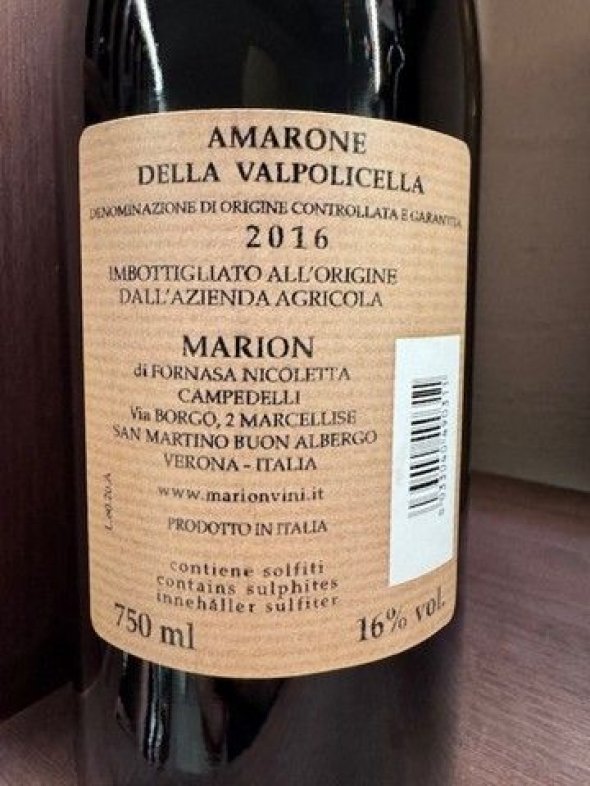 AMARONE
DELLA VALPOLICELLA
DENOMINAZIONE DI ORIGINE CONTROLLATA E GARANTITA
2016
IMBOTTIGLIATO ALL'ORIGINE
DALL'AZIENDA AGRICOLA
MARION
di FORNASA NICOLETTA
CAMPEDELLI
Via BORGO, 2 MARCELLISE
SAN MARTINO BUON ALBERGO
VERONA - ITALIA
www.marionvini.it
PRODOTTO IN ITALIA
contiene solfiti
contains sulphites
innehåller sulfiter
750 ml
16% vol.